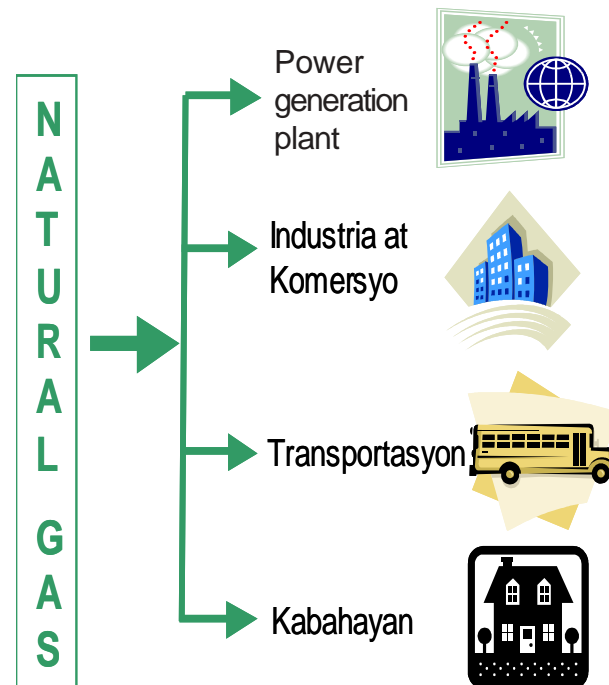 NATURAL GAS
Power
generation
plant
Industria at
Komersyo
Transportasyon
Kabahayan